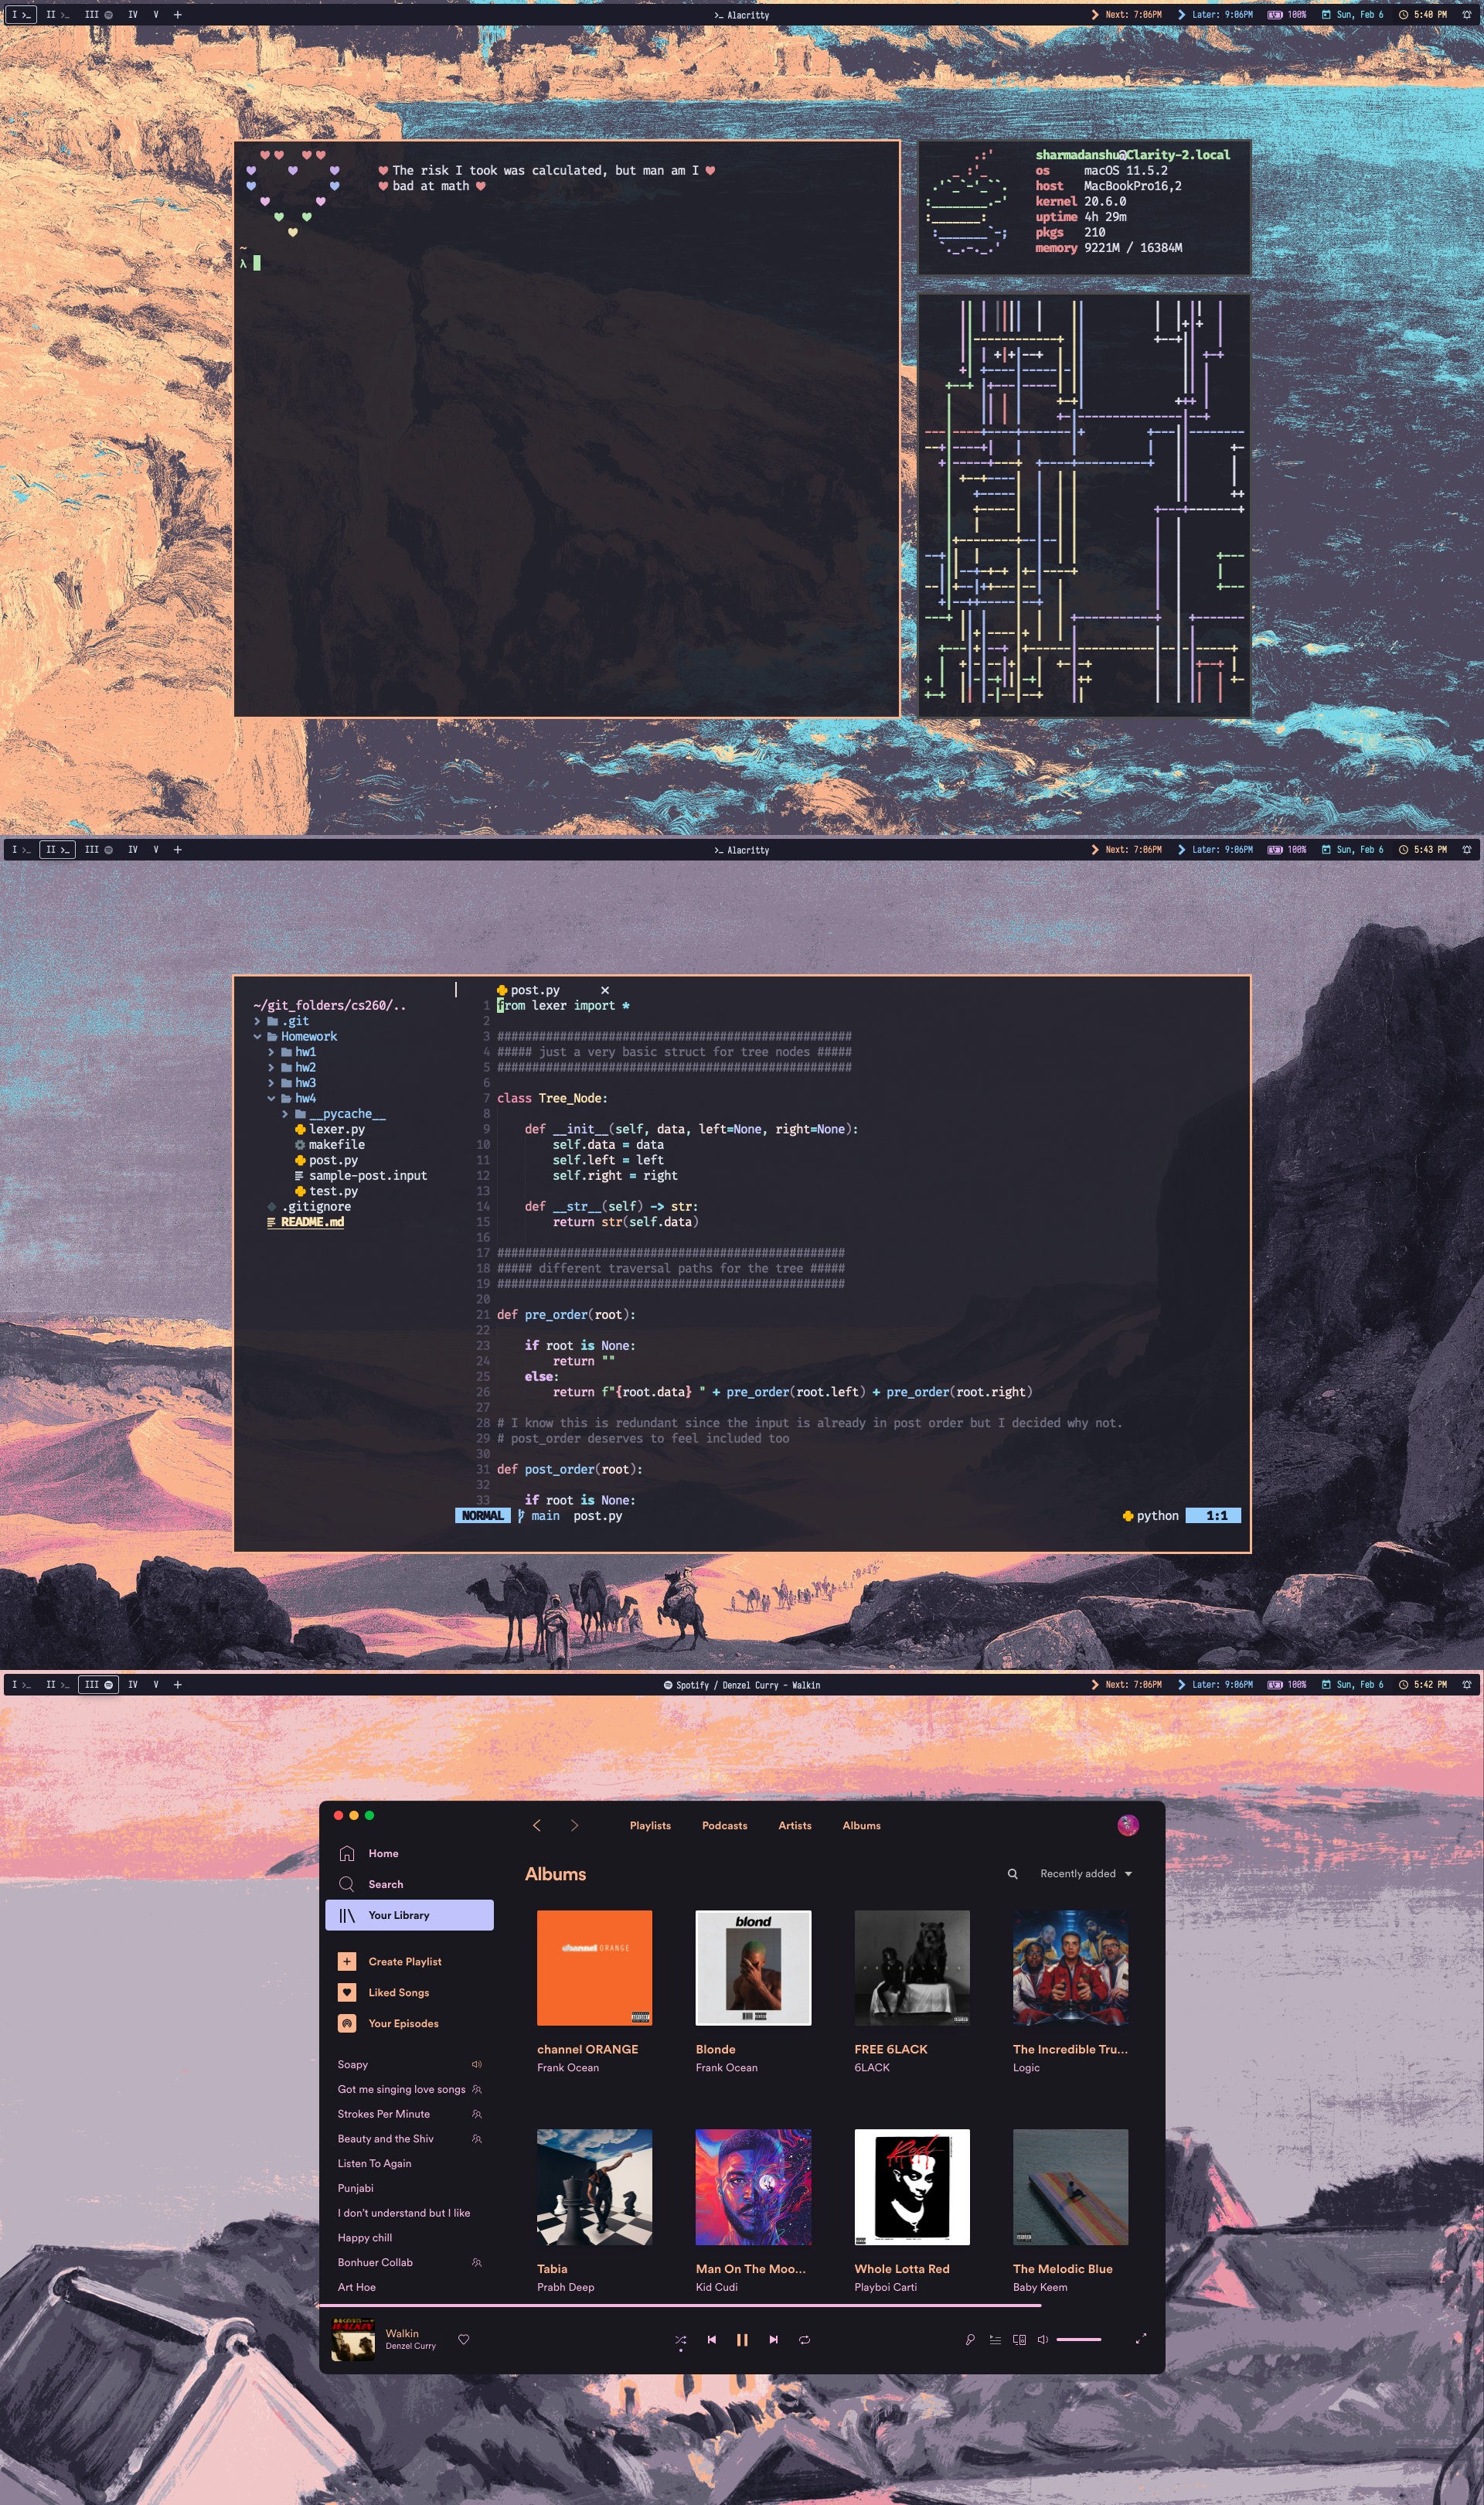 I >_ II >_ III IV V +
>_ Alacritty
Next: 7:06PM Later: 9:06PM 100% Sun, Feb 6 5:40 PM
The risk I took was calculated, but man am I
bad at math
~
λ
sharmadanshu@Clarity-2.local
os macOS 11.5.2
host MacBookPro16,2
kernel 20.6.0
uptime 4h 29m
pkgs 210
memory 9221M / 16384M
I >_ II >_ III IV V +
>_ Alacritty
Next: 7:06PM Later: 9:06PM 100% Sun, Feb 6 5:43 PM
~/git_folders/cs260/..
.git
Homework
hw1
hw2
hw3
hw4
__pycache__
lexer.py
makefile
post.py
sample-post.input
test.py
.gitignore
README.md
post.py ×
1 from lexer import *
2
3 ###################################################
4 ##### just a very basic struct for tree nodes #####
5 ###################################################
6
7 class Tree_Node:
8
9 def __init__(self, data, left=None, right=None):
10 self.data = data
11 self.left = left
12 self.right = right
13
14 def __str__(self) -> str:
15 return str(self.data)
16
17 ##################################################
18 ##### different traversal paths for the tree #####
19 ##################################################
20
21 def pre_order(root):
22
23 if root is None:
24 return ""
25 else:
26 return f"{root.data} " + pre_order(root.left) + pre_order(root.right)
27
28 # I know this is redundant since the input is already in post order but I decided why not.
29 # post_order deserves to feel included too
30
31 def post_order(root):
32
33 if root is None:
NORMAL main post.py python 1:1
I >_ II >_ III IV V +
Spotify / Denzel Curry - Walkin
Next: 7:06PM Later: 9:06PM 100% Sun, Feb 6 5:42 PM
Home
Search
Your Library
Create Playlist
Liked Songs
Your Episodes
Soapy
Got me singing love songs
Strokes Per Minute
Beauty and the Shiv
Listen To Again
Punjabi
I don't understand but I like
Happy chill
Bonhuer Collab
Art Hoe
Playlists Podcasts Artists Albums
Albums
Recently added
channel ORANGE
blond
channel ORANGE
Frank Ocean
Blonde
Frank Ocean
FREE 6LACK
6LACK
The Incredible Tru...
Logic
Red
Tabia
Prabh Deep
Man On The Moo...
Kid Cudi
Whole Lotta Red
Playboi Carti
The Melodic Blue
Baby Keem
Walkin
Denzel Curry